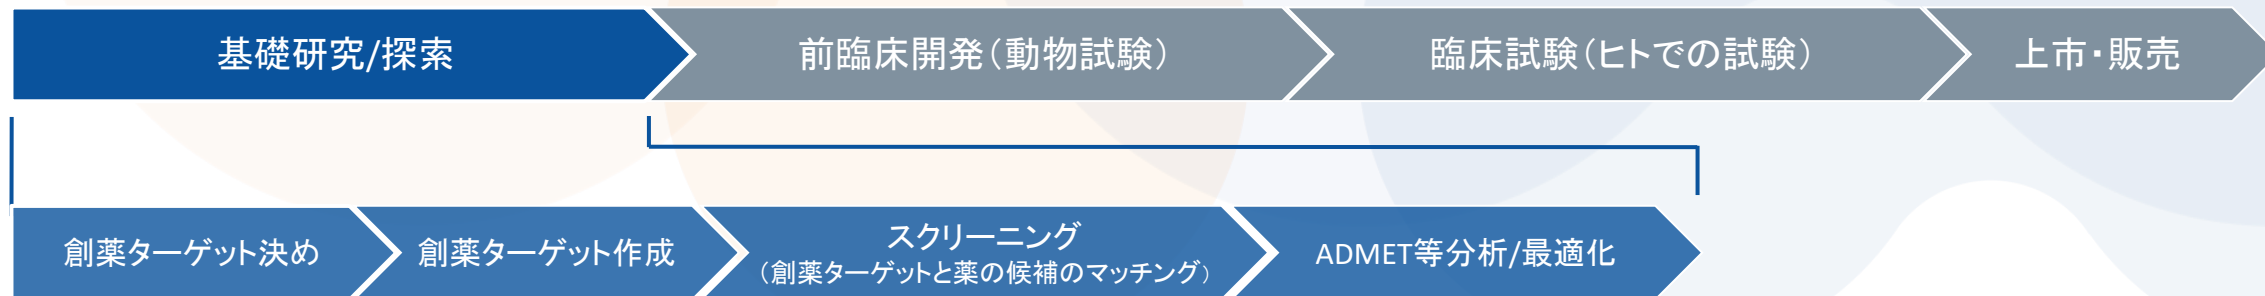 基礎研究/探索
前臨床開発（動物試験）
臨床試験（ヒトでの試験）
上市・販売
創薬ターゲット決め
創薬ターゲット作成
スクリーニング
（創薬ターゲットと薬の候補のマッチング）
ADMET等分析/最適化